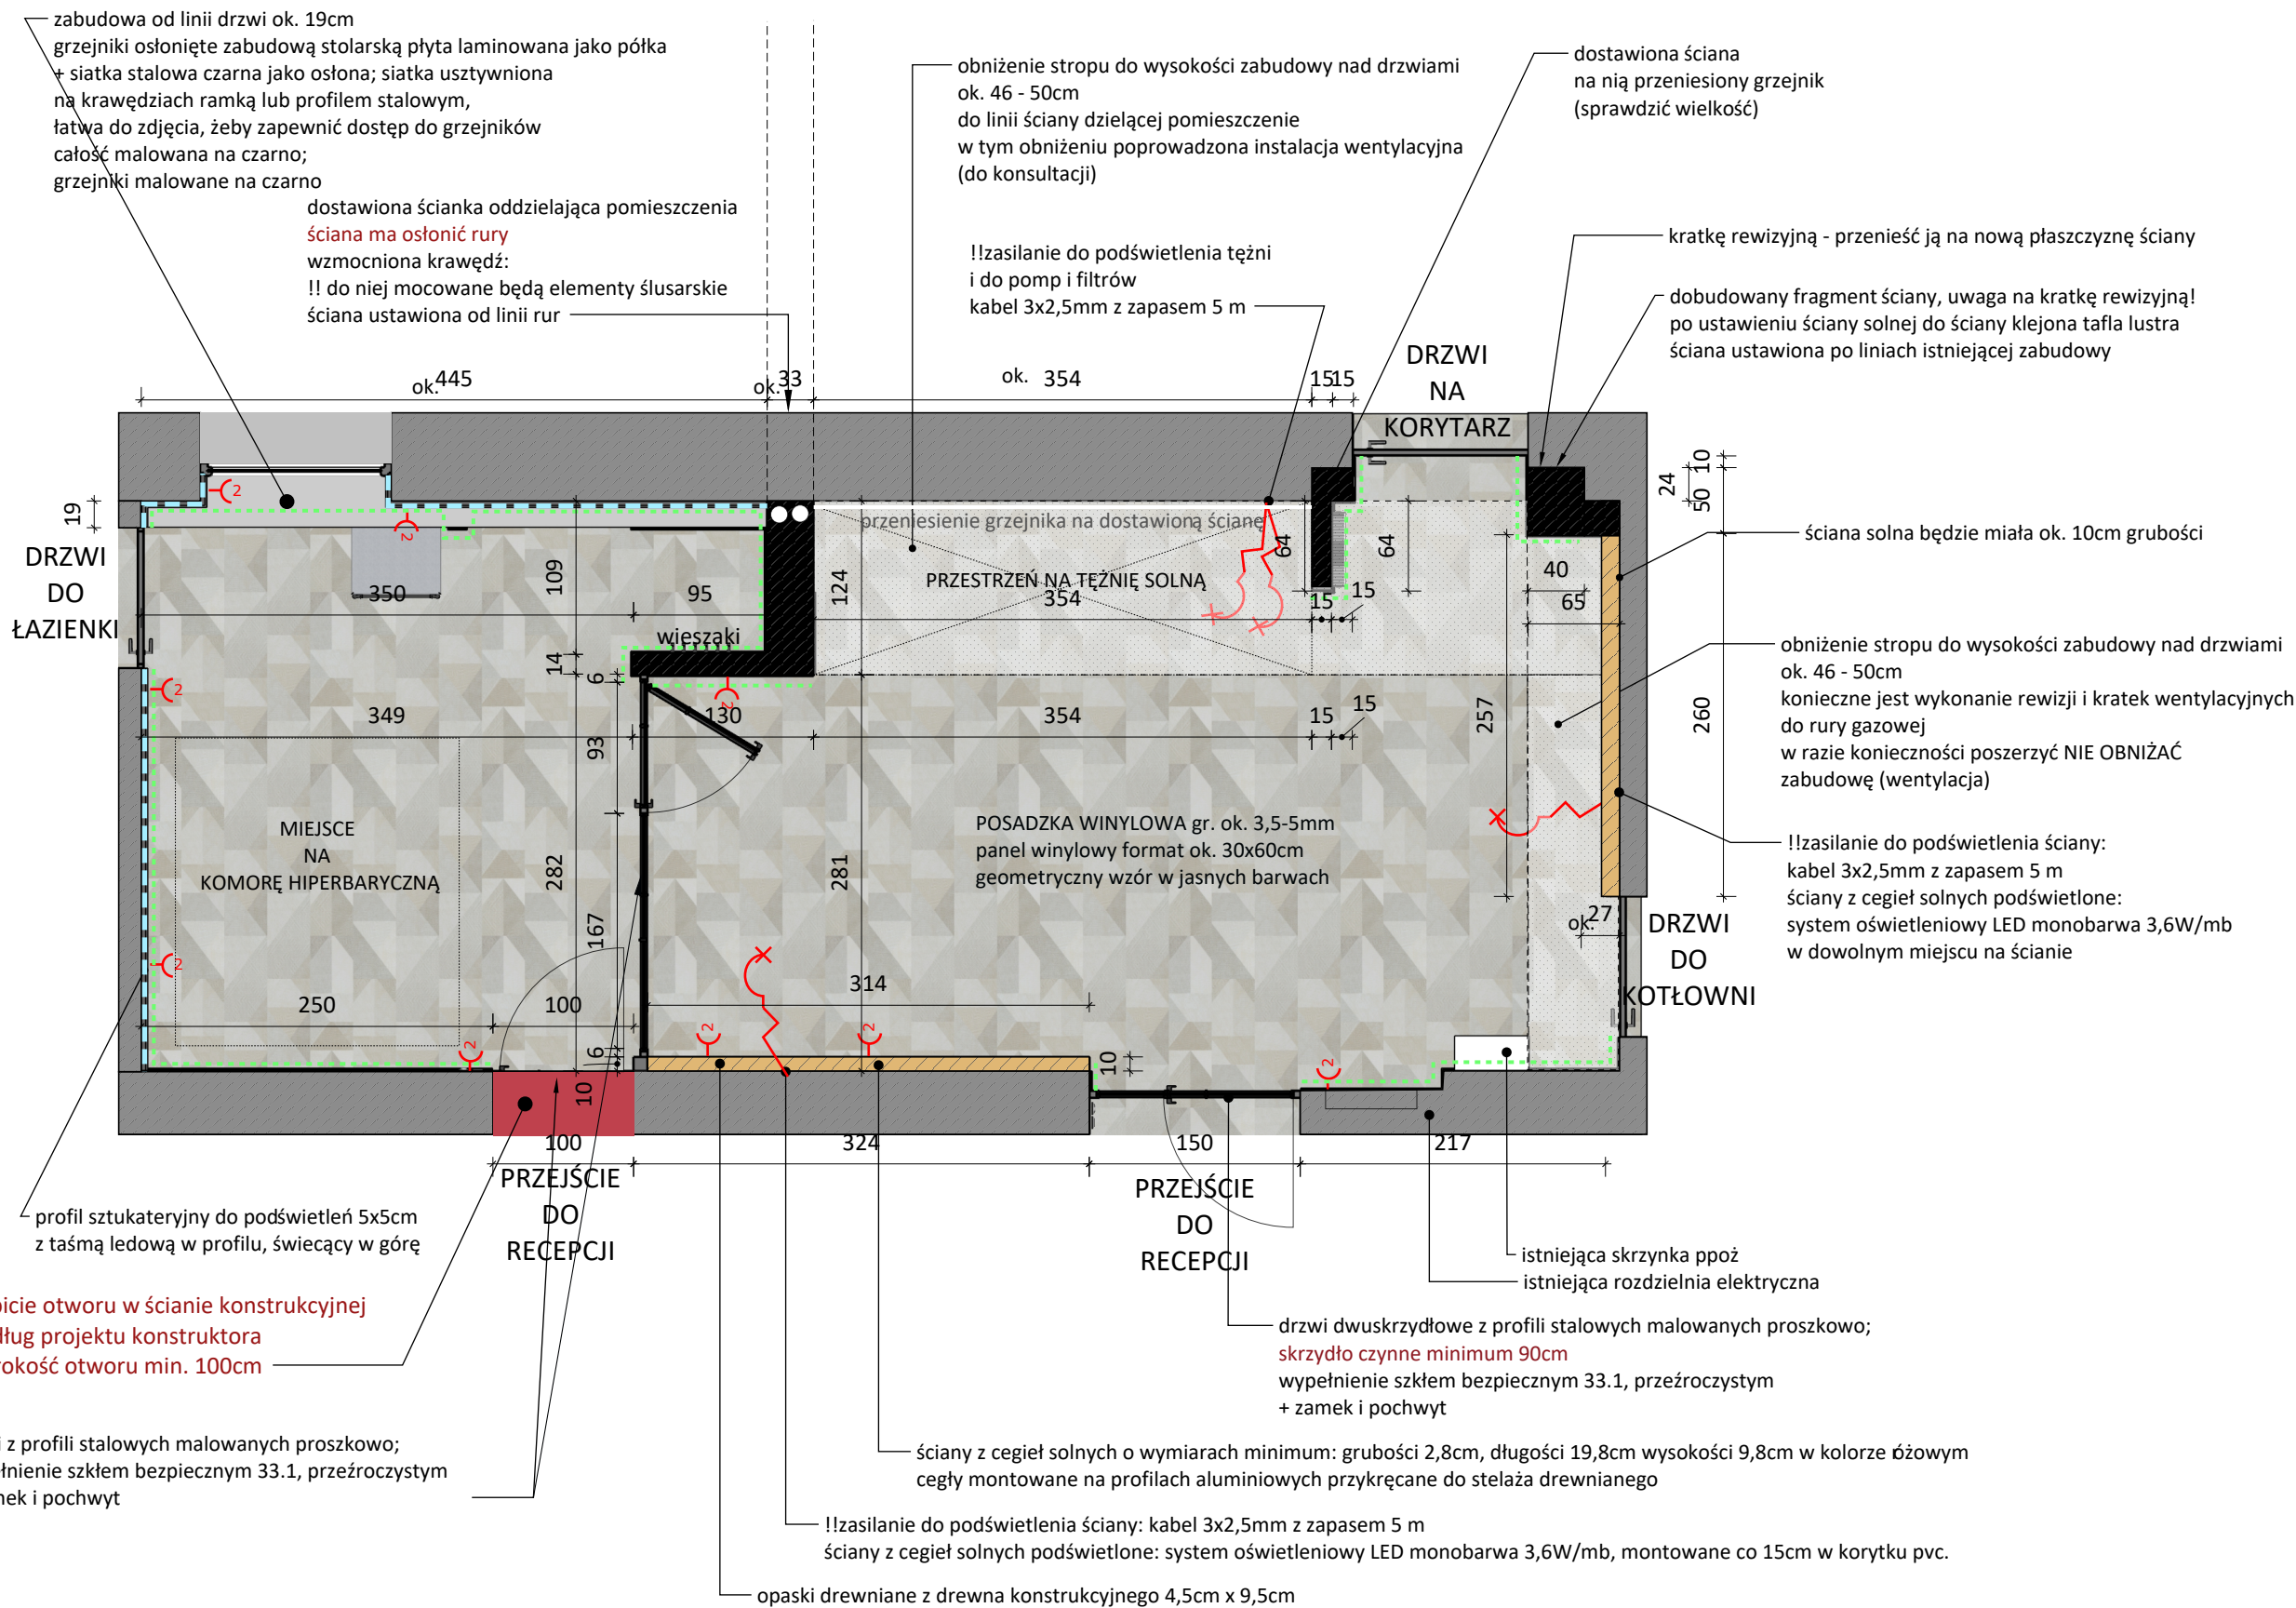 zabudowa od linii drzwi ok. 19cm
grzejniki osłonięte zabudową stolarską płyta laminowana jako półka
+ siatka stalowa czarna jako osłona; siatka usztywniona
na krawędziach ramką lub profilem stalowym,
łatwa do zdjęcia, żeby zapewnić dostęp do grzejników
całość malowana na czarno;
grzejniki malowane na czarno
dostawiona ścianka oddzielająca pomieszczenia
ściana ma osłonić rury
wzmocniona krawędź:
!! do niej mocowane będą elementy ślusarskie
ściana ustawiona od linii rur
obniżenie stropu do wysokości zabudowy nad drzwiami
ok. 46 - 50cm
do linii ściany dzielącej pomieszczenie
w tym obniżeniu poprowadzona instalacja wentylacyjna
(do konsultacji)
!!zasilanie do podświetlenia tężni
i do pomp i filtrów
kabel 3x2,5mm z zapasem 5 m
dostawiona ściana
na nią przeniesiony grzejnik
(sprawdzić wielkość)
kratkę rewizyjną - przenieść ją na nową płaszczyznę ściany
dobudowany fragment ściany, uwaga na kratkę rewizyjną!
po ustawieniu ściany solnej do ściany klejona tafla lustra
ściana ustawiona po liniach istniejącej zabudowy
DRZWI
NA
KORYTARZ
ok. 445
ok. 33
ok. 354
15 15
10
24
50
19
2
2
przeniesienie grzejnika na dostawioną ścianę
64
64
ściana solna będzie miała ok. 10cm grubości
DRZWI
DO
ŁAZIENKI
350
109
95
124
PRZESTRZEŃ NA TĘŻNIĘ SOLNĄ
354
15
15
40
65
wieszaki
14
6
2
2
349
130
354
15
15
93
257
260
obniżenie stropu do wysokości zabudowy nad drzwiami
ok. 46 - 50cm
konieczne jest wykonanie rewizji i kratek wentylacyjnych
do rury gazowej
w razie konieczności poszerzyć NIE OBNIŻAĆ
zabudowę (wentylacja)
MIEJSCE
NA
KOMORĘ HIPERBARYCZNĄ
282
281
167
POSADZKA WINYLOWA gr. ok. 3,5-5mm
panel winylowy format ok. 30x60cm
geometryczny wzór w jasnych barwach
!!zasilanie do podświetlenia ściany:
kabel 3x2,5mm z zapasem 5 m
ściany z cegieł solnych podświetlone:
system oświetleniowy LED monobarwa 3,6W/mb
w dowolnym miejscu na ścianie
ok. 27
DRZWI
DO
KOTŁOWNI
2
250
100
314
2
2
2
6
10
10
2
100
324
150
217
PRZEJŚCIE
DO
RECEPCJI
PRZEJŚCIE
DO
RECEPCJI
profil sztukateryjny do podświetleń 5x5cm
z taśmą ledową w profilu, świecący w górę
istniejąca skrzynka ppoż
istniejąca rozdzielnia elektryczna
icie otworu w ścianie konstrukcyjnej
ług projektu konstruktora
rokość otworu min. 100cm
drzwi dwuskrzydłowe z profili stalowych malowanych proszkowo;
skrzydło czynne minimum 90cm
wypełnienie szkłem bezpiecznym 33.1, przeźroczystym
+ zamek i pochwyt
i z profili stalowych malowanych proszkowo;
łnienie szkłem bezpiecznym 33.1, przeźroczystym
nek i pochwyt
ściany z cegieł solnych o wymiarach minimum: grubości 2,8cm, długości 19,8cm wysokości 9,8cm w kolorze różowym
cegły montowane na profilach aluminiowych przykręcane do stelaża drewnianego
!!zasilanie do podświetlenia ściany: kabel 3x2,5mm z zapasem 5 m
ściany z cegieł solnych podświetlone: system oświetleniowy LED monobarwa 3,6W/mb, montowane co 15cm w korytku pvc.
opaski drewniane z drewna konstrukcyjnego 4,5cm x 9,5cm